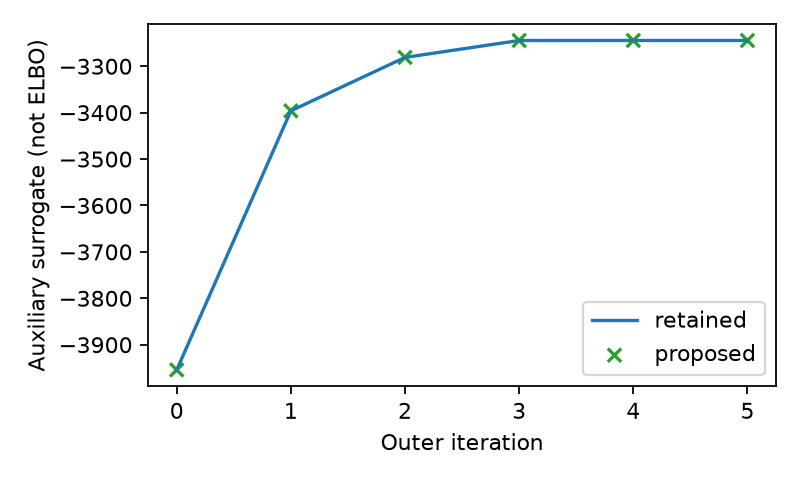 Auxiliary surrogate (not ELBO)
−3300
−3400
−3500
−3600
−3700
−3800
−3900
retained
proposed
0 1 2 3 4 5
Outer iteration